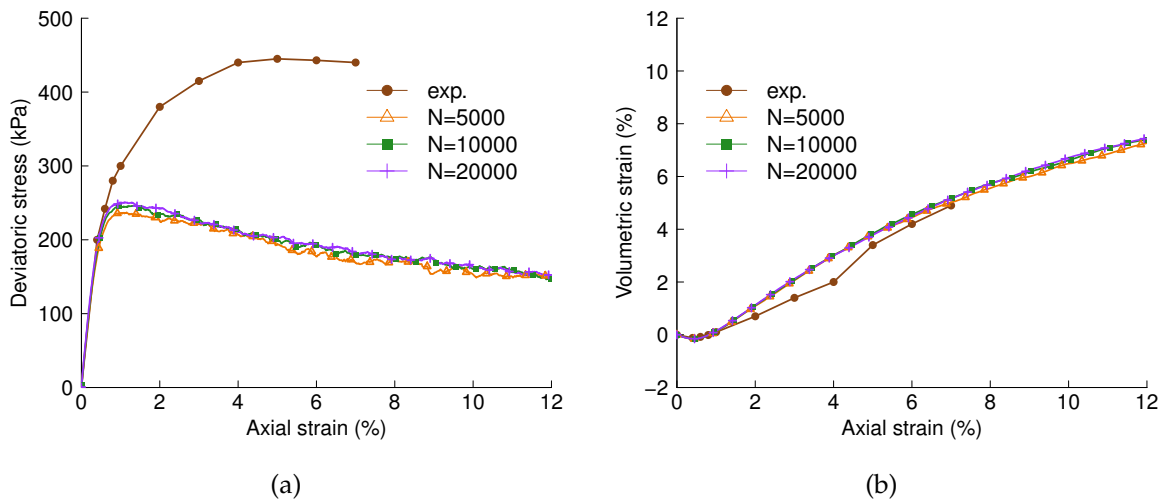 500
400
300
200
100
0
0 2 4 6 8 10 12
Deviatoric stress (kPa)
Axial strain (%)
exp.
N=5000
N=10000
N=20000
(a)
12
10
8
6
4
2
0
−2
0 2 4 6 8 10 12
Volumetric strain (%)
Axial strain (%)
exp.
N=5000
N=10000
N=20000
(b)